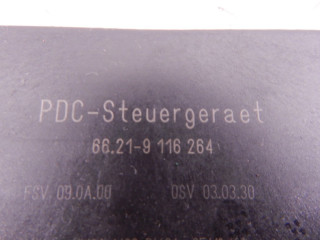 PDC-Steuergeraet
66.21-9 116 264
FSV 09.0A.00 OSV 03.03.30